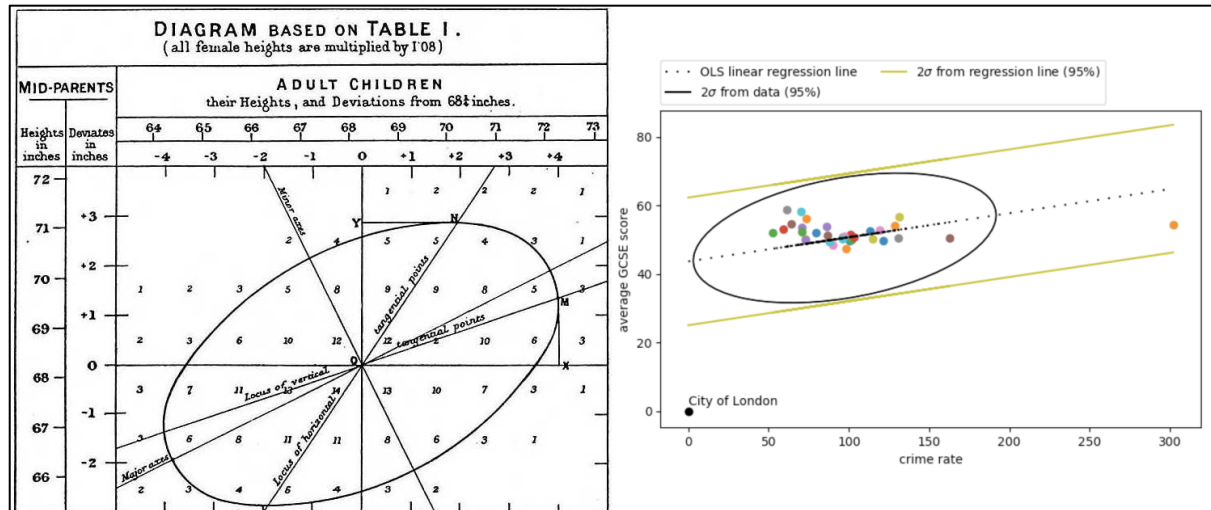 DIAGRAM BASED ON TABLE I.
(all female heights are multiplied by 1'08)
MID-PARENTS
ADULT CHILDREN
their Heights, and Deviations from 68¼ inches.
Heights in inches
Deviates in inches
64 65 66 67 68 69 70 71 72 73
-4 -3 -2 -1 0 +1 +2 +3 +4
72
1 2 2 2 1
Minor axes
+3
Y N
71
2 4 5 5 4 3 1
+2
70
1 2 3 5 8 9 9 8 5 3
tangential points
M
+1
69
tangential points
2 3 6 10 12 12 2 10 6 3
0
O X
68
3 7 11 13 14 13 10 7 3 1
Locus of vertical
-1
67
3 6 8 11 11 8 6 3 1
Locus of horizontal
-2
Major axes
66
2 3 4 4 3 2
OLS linear regression line
2σ from data (95%)
2σ from regression line (95%)
average GCSE score
80
60
40
20
0
City of London
0 50 100 150 200 250 300
crime rate